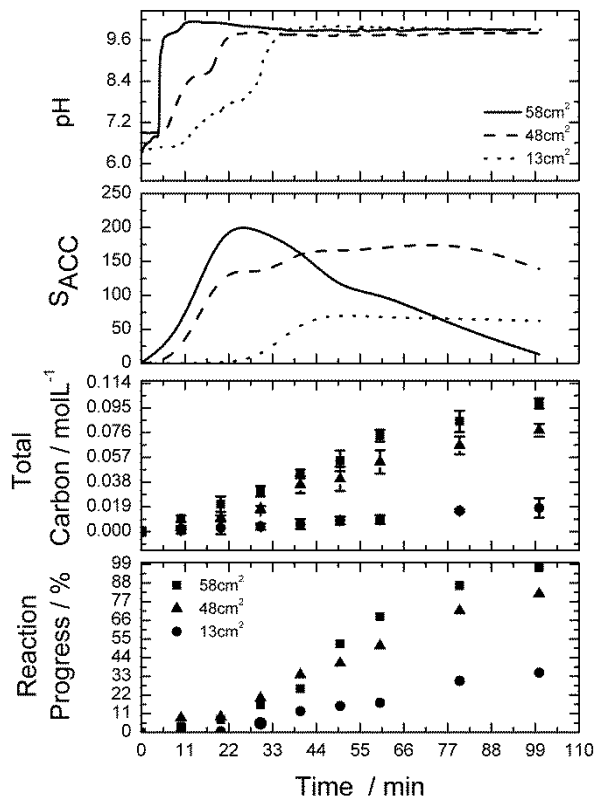 pH
9.6
8.4
7.2
6.0
58cm²
48cm²
13cm²
S_ACC
250
200
150
100
50
0
Total
Carbon / molL⁻¹
0.114
0.095
0.076
0.057
0.038
0.019
0.000
Reaction
Progress / %
99
88
77
66
55
44
33
22
11
0
58cm²
48cm²
13cm²
0 11 22 33 44 55 66 77 88 99 110
Time / min